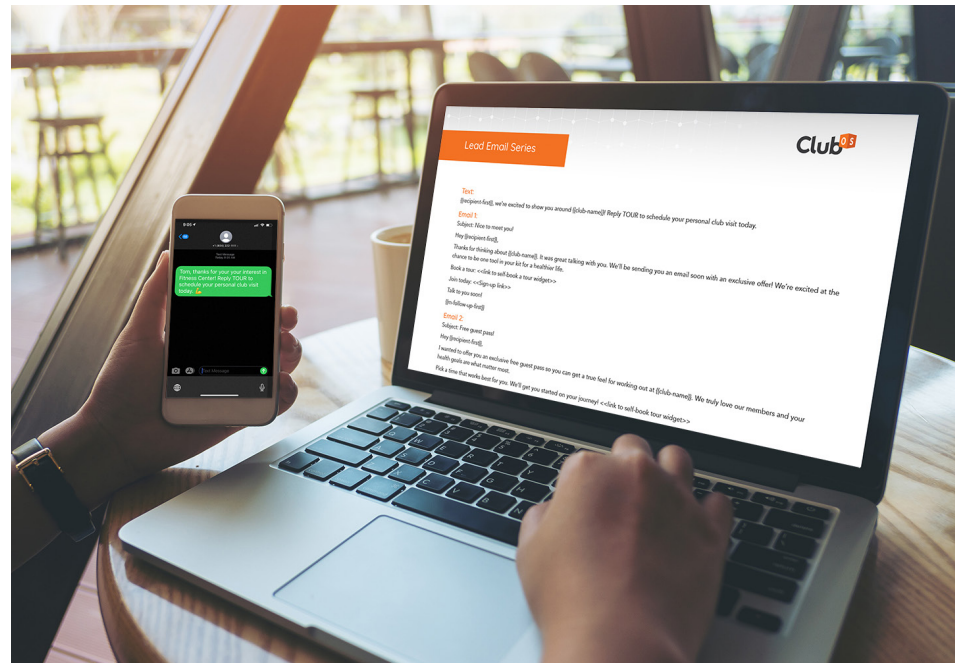 9:05
Text Message
Tom, thanks for your your interest in
Fitness Center! Reply TOUR to
schedule your personal club visit
today. 💪
Text Message
Lead Email Series
Club OS
Text:
{{recipient-first}}, we're excited to show you around {{club-name}}! Reply TOUR to schedule your personal club visit today.
Email 1:
Subject: Nice to meet you!
Hey {{recipient-first}},
Thanks for thinking about {{club-name}}. It was great talking with you. We'll be sending you an email soon with an exclusive offer! We're excited at the
chance to be one tool in your kit for a healthier life.
Book a tour: <<link to self-book a tour widget>>
Join today: <<Sign-up link>>
Talk to you soon!
Email 2:
Subject: Free guest pass!
Hey {{recipient-first}},
I wanted to offer you an exclusive free guest pass so you can get a true feel for working out at {{club-name}}. We truly love our members and your
health goals are what matter most.
Pick a time that works best for you. We'll get you started on your journey! <<link to self-book tour widget>>